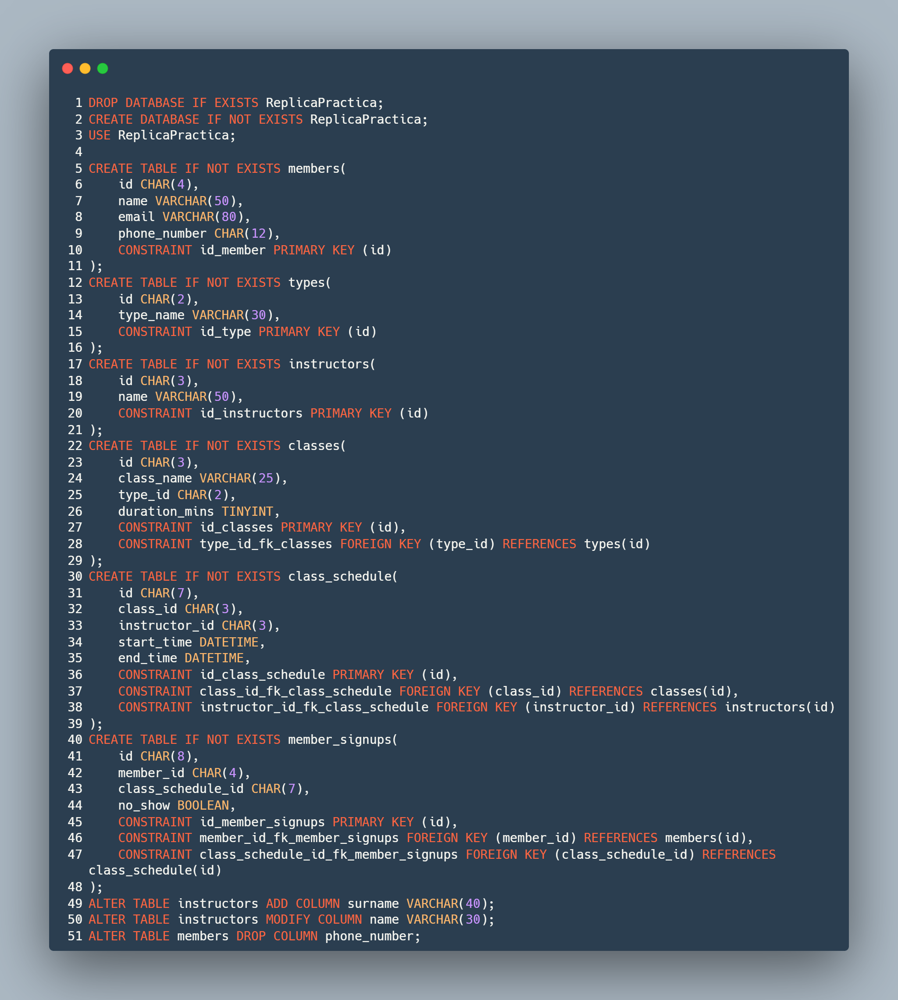 1 DROP DATABASE IF EXISTS ReplicaPractica;
2 CREATE DATABASE IF NOT EXISTS ReplicaPractica;
3 USE ReplicaPractica;
4
5 CREATE TABLE IF NOT EXISTS members(
6     id CHAR(4),
7     name VARCHAR(50),
8     email VARCHAR(80),
9     phone_number CHAR(12),
10     CONSTRAINT id_member PRIMARY KEY (id)
11 );
12 CREATE TABLE IF NOT EXISTS types(
13     id CHAR(2),
14     type_name VARCHAR(30),
15     CONSTRAINT id_type PRIMARY KEY (id)
16 );
17 CREATE TABLE IF NOT EXISTS instructors(
18     id CHAR(3),
19     name VARCHAR(50),
20     CONSTRAINT id_instructors PRIMARY KEY (id)
21 );
22 CREATE TABLE IF NOT EXISTS classes(
23     id CHAR(3),
24     class_name VARCHAR(25),
25     type_id CHAR(2),
26     duration_mins TINYINT,
27     CONSTRAINT id_classes PRIMARY KEY (id),
28     CONSTRAINT type_id_fk_classes FOREIGN KEY (type_id) REFERENCES types(id)
29 );
30 CREATE TABLE IF NOT EXISTS class_schedule(
31     id CHAR(7),
32     class_id CHAR(3),
33     instructor_id CHAR(3),
34     start_time DATETIME,
35     end_time DATETIME,
36     CONSTRAINT id_class_schedule PRIMARY KEY (id),
37     CONSTRAINT class_id_fk_class_schedule FOREIGN KEY (class_id) REFERENCES classes(id),
38     CONSTRAINT instructor_id_fk_class_schedule FOREIGN KEY (instructor_id) REFERENCES instructors(id)
39 );
40 CREATE TABLE IF NOT EXISTS member_signups(
41     id CHAR(8),
42     member_id CHAR(4),
43     class_schedule_id CHAR(7),
44     no_show BOOLEAN,
45     CONSTRAINT id_member_signups PRIMARY KEY (id),
46     CONSTRAINT member_id_fk_member_signups FOREIGN KEY (member_id) REFERENCES members(id),
47     CONSTRAINT class_schedule_id_fk_member_signups FOREIGN KEY (class_schedule_id) REFERENCES
class_schedule(id)
48 );
49 ALTER TABLE instructors ADD COLUMN surname VARCHAR(40);
50 ALTER TABLE instructors MODIFY COLUMN name VARCHAR(30);
51 ALTER TABLE members DROP COLUMN phone_number;